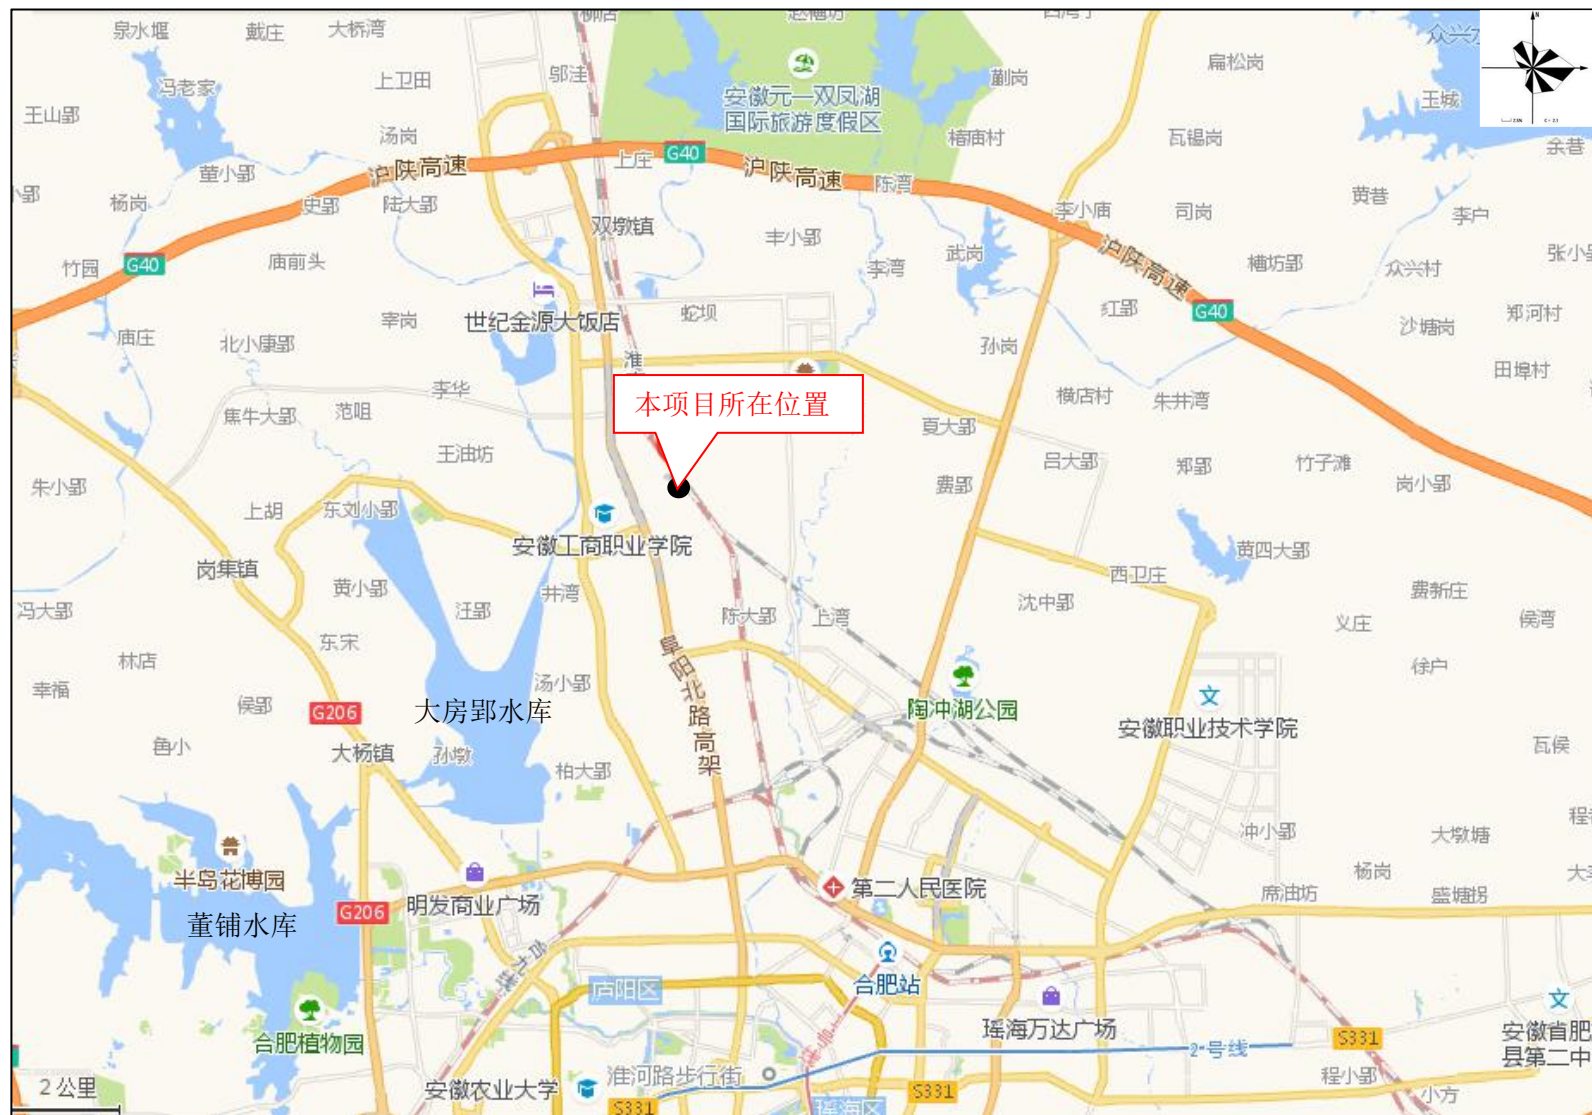 泉水堰
戴庄
大桥湾
柳店
N
冯老家
上卫田
邬洼
安徽元一双凤湖
国际旅游度假区
蒯岗
扁松岗
玉城
王山郢
汤岗
椿庙村
瓦锡岗
余巷
董小郢
沪陕高速
上庄
G40
沪陕高速
陈湾
黄巷
小郢
杨岗
史郢
陆大郢
双墩镇
丰小郢
李小庙
司岗
李户
竹园
G40
庙前头
李湾
武岗
沪陕高速
槽坊郢
众兴村
世纪金源大饭店
蛇坝
红郢
G40
沙塘岗
郑河村
庙庄
北小康郢
宰岗
淮
孙岗
田埠村
李华
本项目所在位置
横店村
朱井湾
焦牛大郢
范咀
夏大郢
王油坊
吕大郢
郑郢
竹子滩
岗小郢
朱小郢
上胡
东刘小郢
费郢
安徽工商职业学院
黄四大郢
岗集镇
黄小郢
井湾
西卫庄
费新庄
冯大郢
汪郢
陈大郢
上湾
沈中郢
义庄
侯湾
东宋
林店
徐户
幸福
侯郢
G206
汤小郢
阜阳北路高架
大房郢水库
陶冲湖公园
安徽职业技术学院
大杨镇
孙墩
柏大郢
瓦侯
冲小郢
大墩塘
半岛花博园
明发商业广场
第二人民医院
杨岗
席油坊
盛塘拐
董铺水库
G206
庐阳区
合肥站
瑶海万达广场
合肥植物园
2号线
S331
安徽省肥
县第二中
2公里
安徽农业大学
淮河路步行街
程小郢
S331
瑶海区
S331
小方